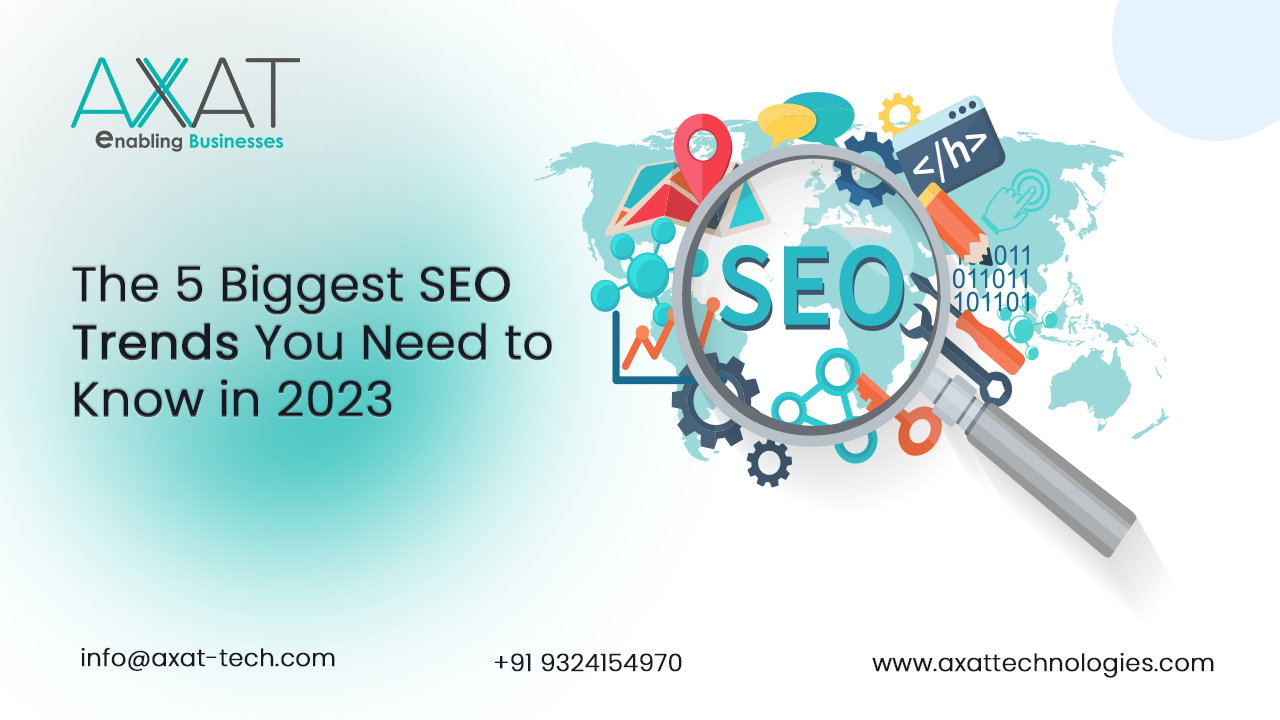 AXAT
enabling Businesses
The 5 Biggest SEO
Trends You Need to
Know in 2023
</h>
SEO
011011
101101
info@axat-tech.com
+91 9324154970
www.axattechnologies.com